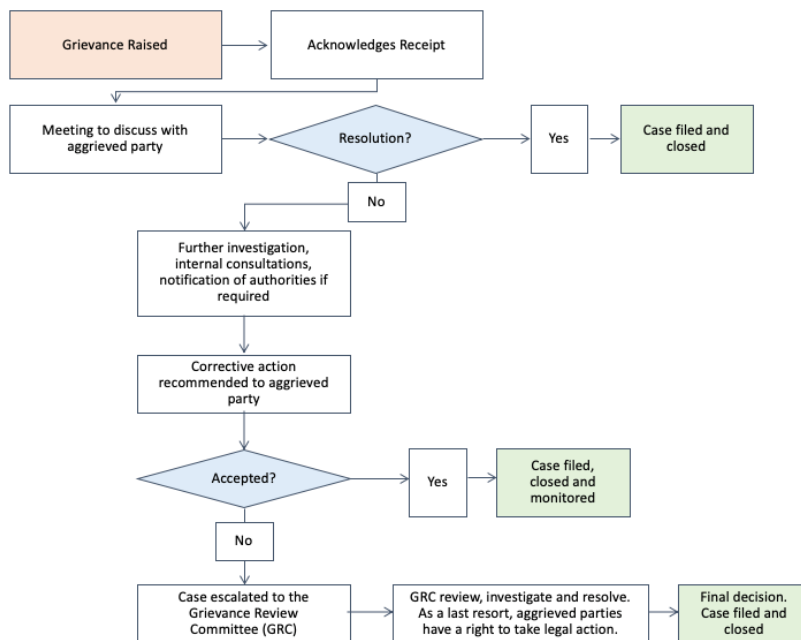 Grievance Raised
Acknowledges Receipt
Meeting to discuss with
aggrieved party
Resolution?
Yes
Case filed and
closed
No
Further investigation,
internal consultations,
notification of authorities if
required
Corrective action
recommended to aggrieved
party
Accepted?
Yes
Case filed,
closed and
monitored
No
Case escalated to the
Grievance Review
Committee (GRC)
GRC review, investigate and resolve.
As a last resort, aggrieved parties
have a right to take legal action.
Final decision.
Case filed and
closed